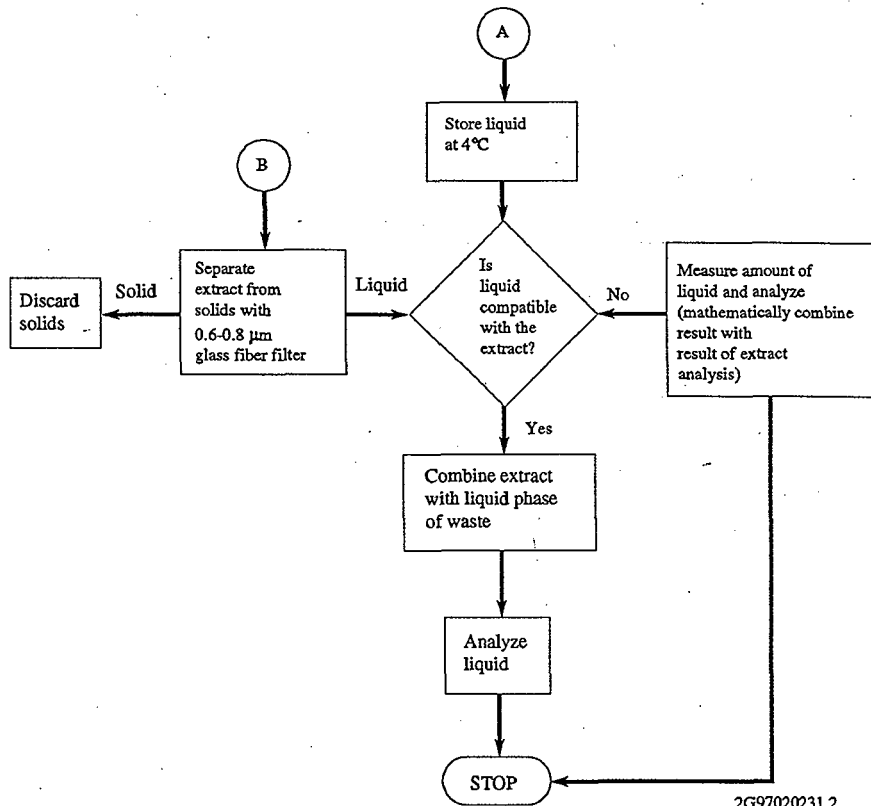 A
Store liquid
at 4°C
B
Separate
extract from
solids with
0.6-0.8 µm
glass fiber filter
Solid
Discard
solids
Liquid
Is
liquid
compatible
with the
extract?
No
Measure amount of
liquid and analyze
(mathematically combine
result with
result of extract
analysis)
Yes
Combine extract
with liquid phase
of waste
Analyze
liquid
STOP
2G97020231.2